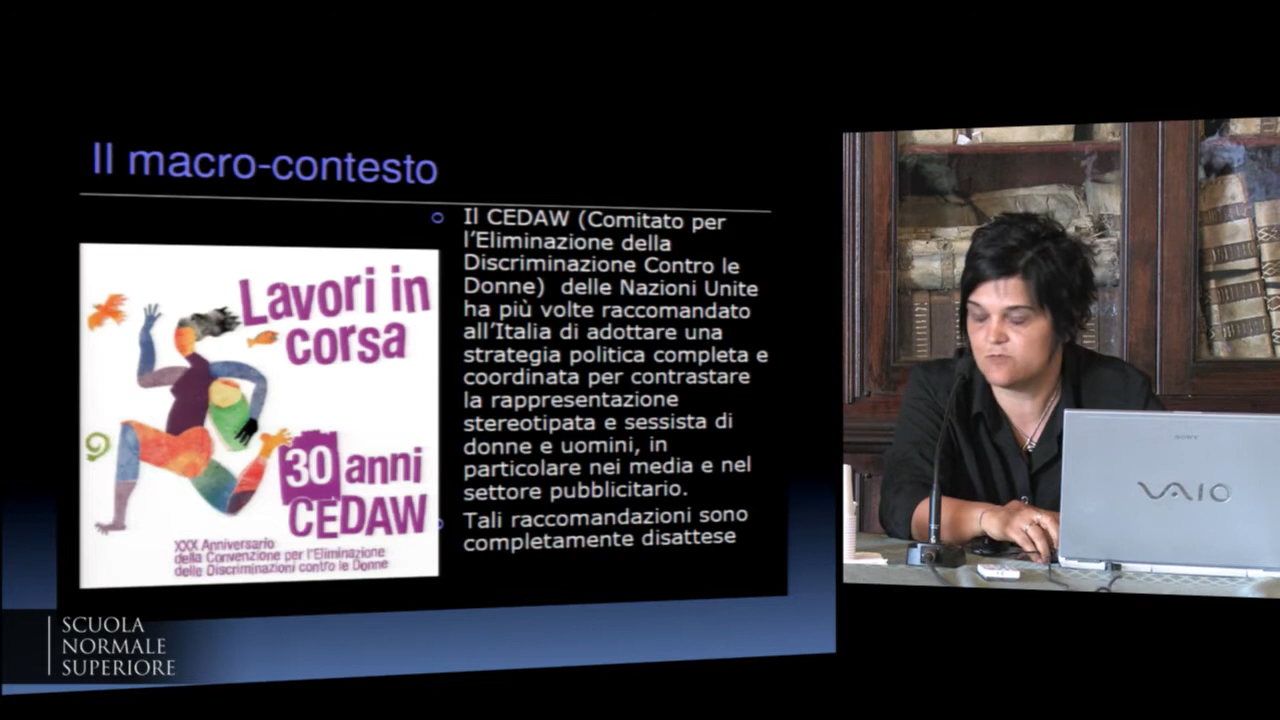 Il macro-contesto
Lavori in
corsa
30 anni
CEDAW
XXX Anniversario
della Convenzione per l'Eliminazione
delle Discriminazioni contro le Donne
Il CEDAW (Comitato per
l'Eliminazione della
Discriminazione Contro le
Donne) delle Nazioni Unite
ha più volte raccomandato
all'Italia di adottare una
strategia politica completa e
coordinata per contrastare
la rappresentazione
stereotipata e sessista di
donne e uomini, in
particolare nei media e nel
settore pubblicitario.
Tali raccomandazioni sono
completamente disattese
SCUOLA
NORMALE
SUPERIORE
SONY
VAIO